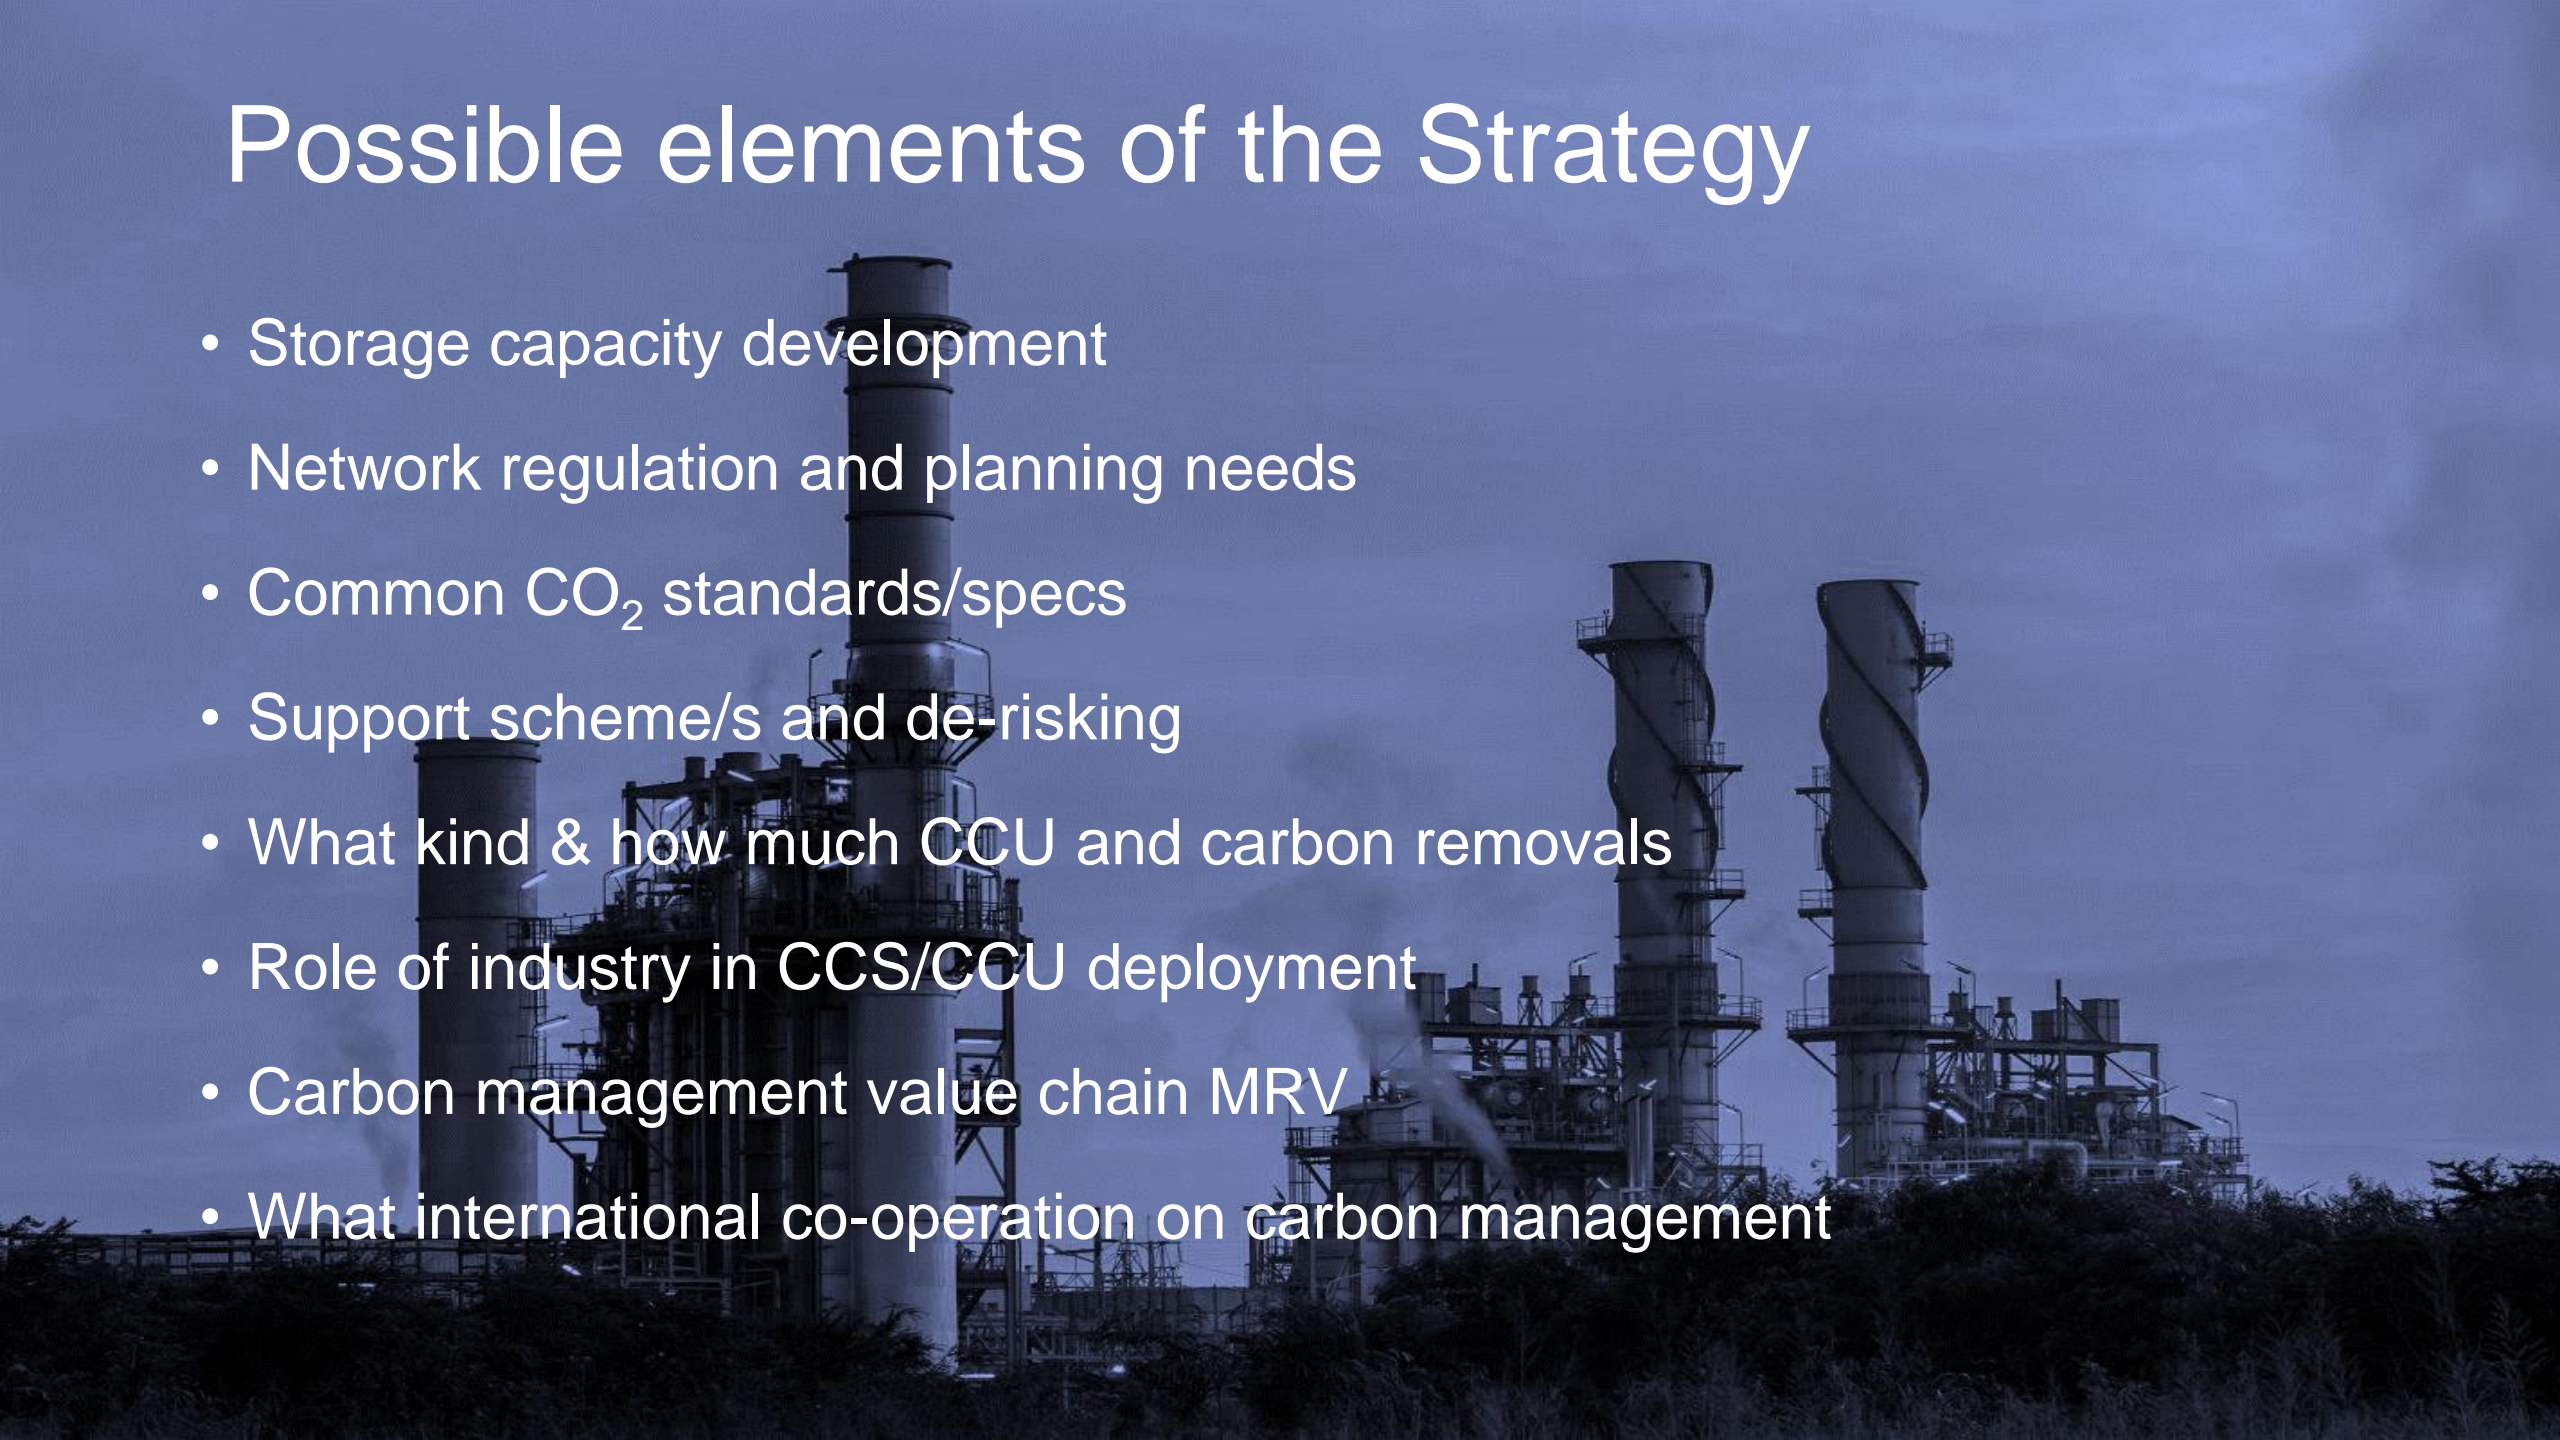 Possible elements of the Strategy
• Storage capacity development
• Network regulation and planning needs
• Common CO₂ standards/specs
• Support scheme/s and de-risking
• What kind & how much CCU and carbon removals
• Role of industry in CCS/CCU deployment
• Carbon management value chain MRV
• What international co-operation on carbon management